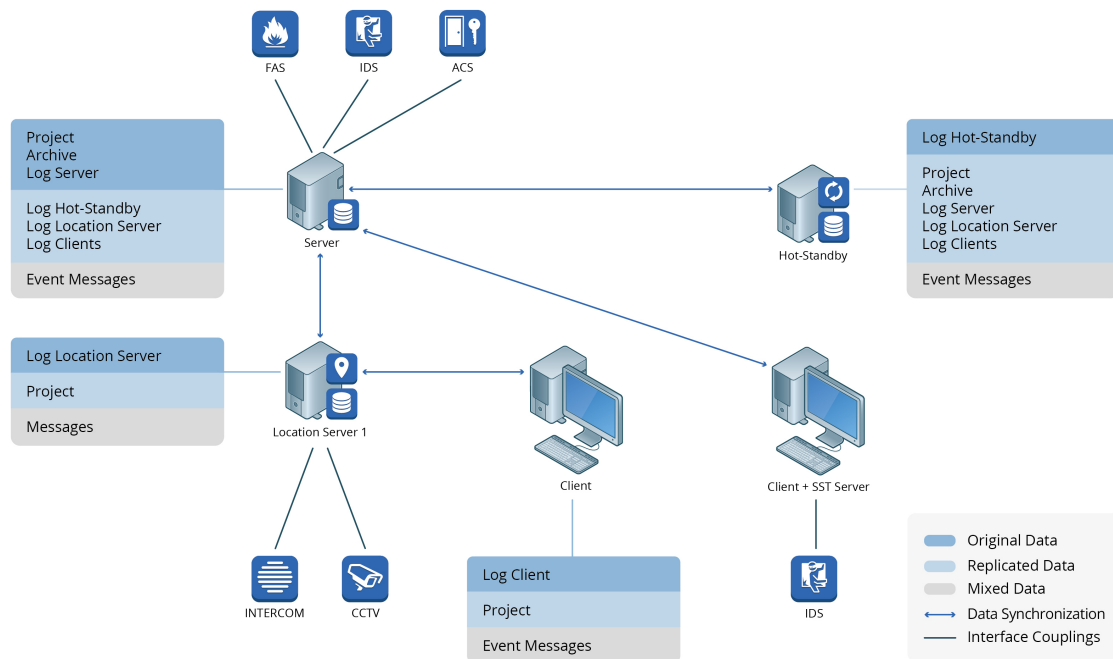 FAS
IDS
ACS
Project
Archive
Log Server
Log Hot-Standby
Log Location Server
Log Clients
Event Messages
Server
Hot-Standby
Log Hot-Standby
Project
Archive
Log Server
Log Location Server
Log Clients
Event Messages
Log Location Server
Project
Messages
Location Server 1
Client
Client + SST Server
INTERCOM
CCTV
Log Client
Project
Event Messages
IDS
Original Data
Replicated Data
Mixed Data
Data Synchronization
Interface Couplings